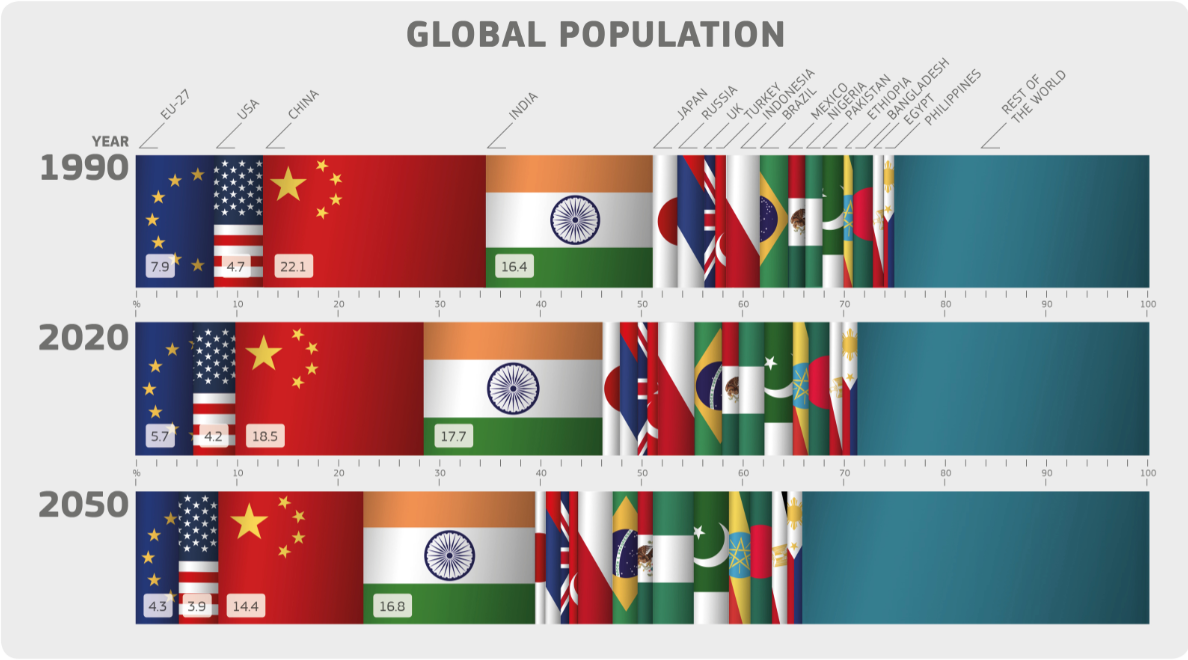 GLOBAL POPULATION
EU-27
USA
CHINA
INDIA
JAPAN
RUSSIA
UK
TURKEY
INDONESIA
BRAZIL
MEXICO
NIGERIA
PAKISTAN
ETHIOPIA
BANGLADESH
EGYPT
PHILIPPINES
REST OF
THE WORLD
YEAR
1990
7.9 4.7 22.1 16.4
% 10 20 30 40 50 60 70 80 90 100
2020
5.7 4.2 18.5 17.7
% 10 20 30 40 50 60 70 80 90 100
2050
4.3 3.9 14.4 16.8